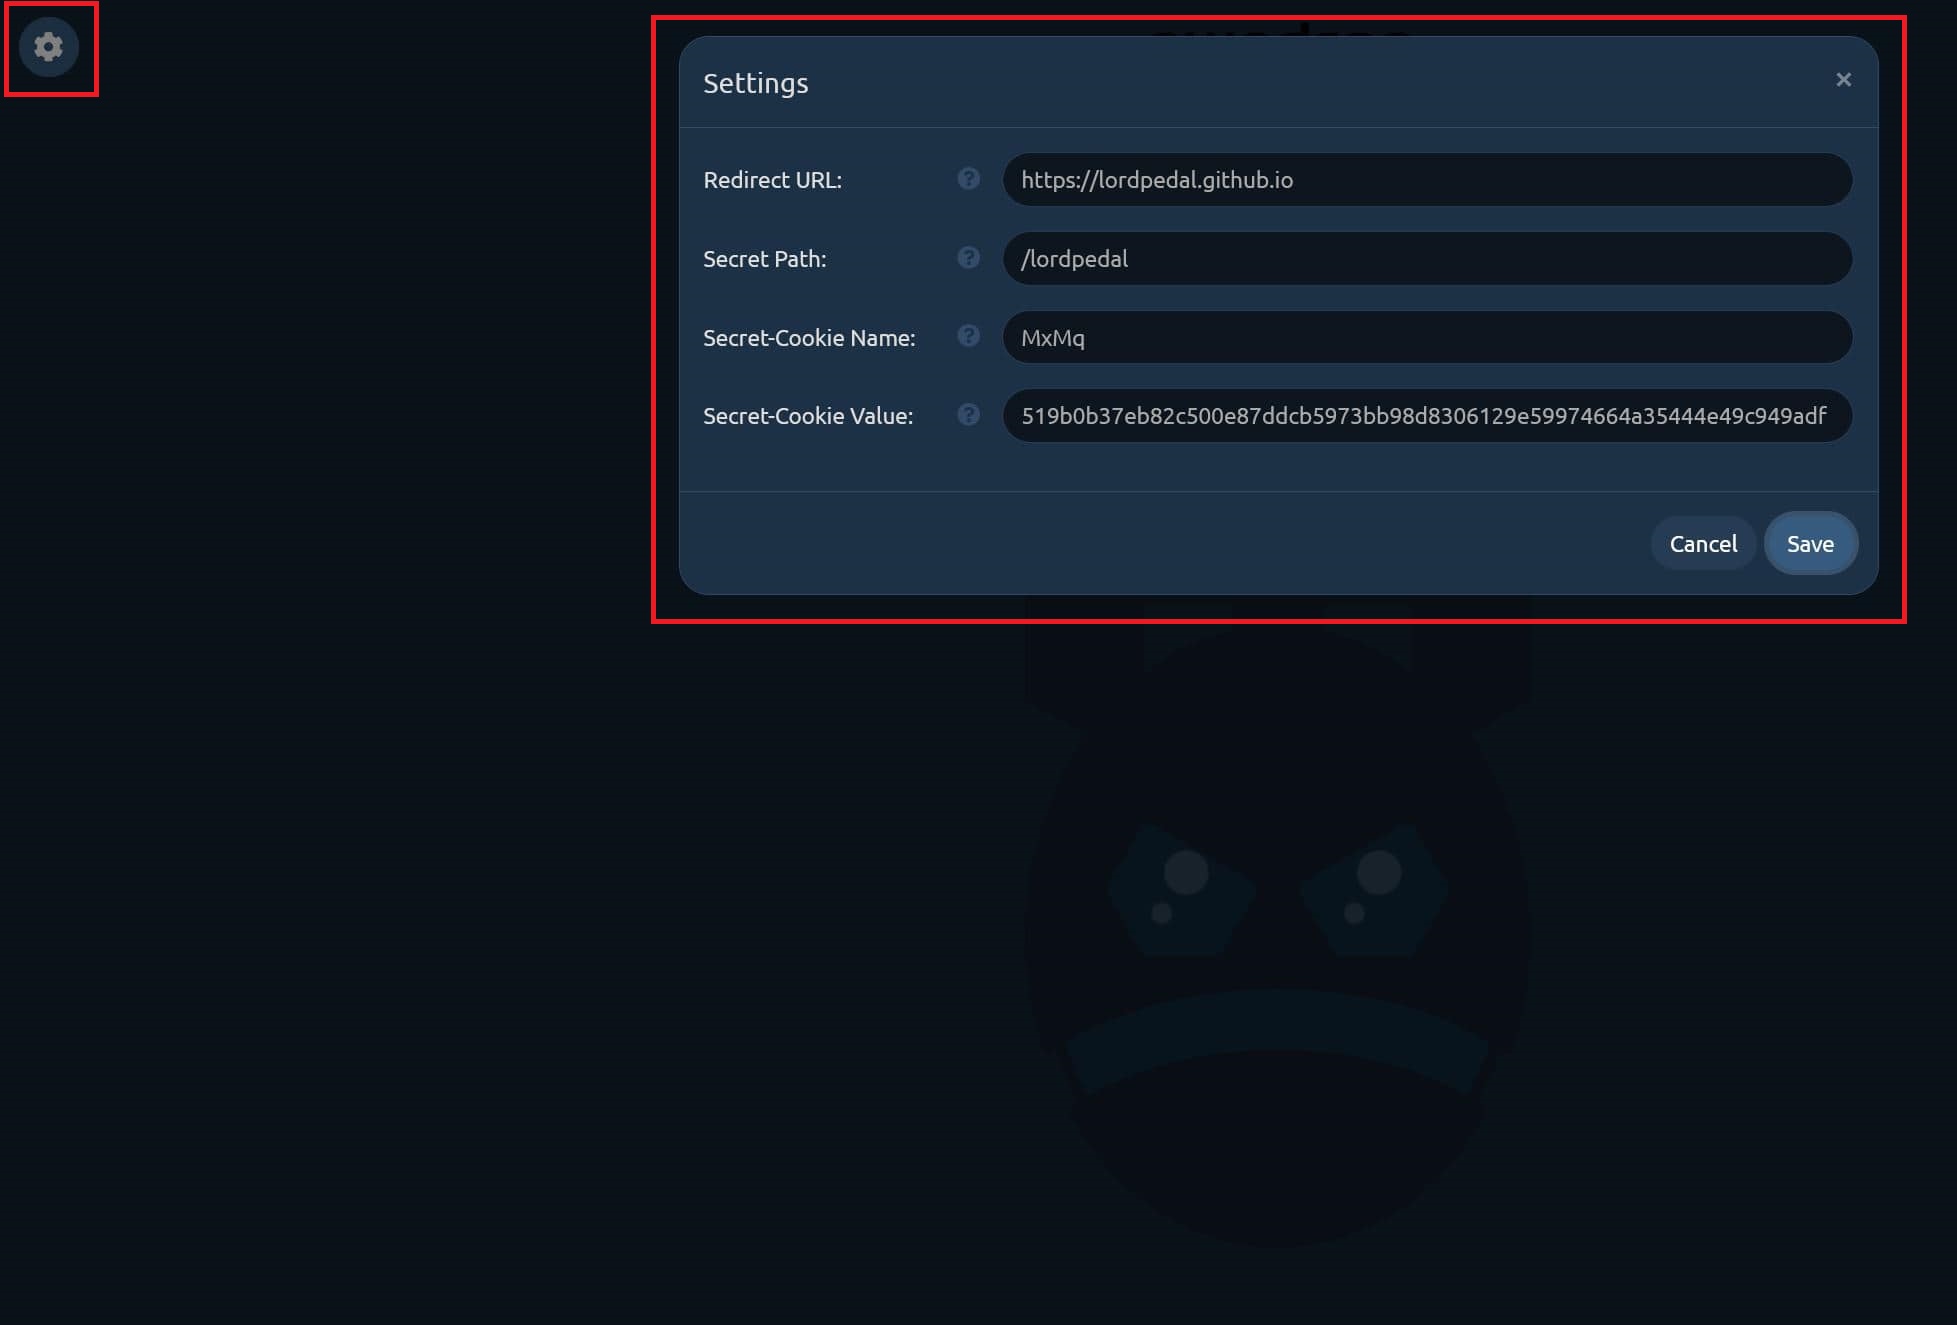 Settings
×
Redirect URL:
?
https://lordpedal.github.io
Secret Path:
?
/lordpedal
Secret-Cookie Name:
?
MxMq
Secret-Cookie Value:
?
519b0b37eb82c500e87ddcb5973bb98d8306129e59974664a35444e49c949adf
Cancel
Save